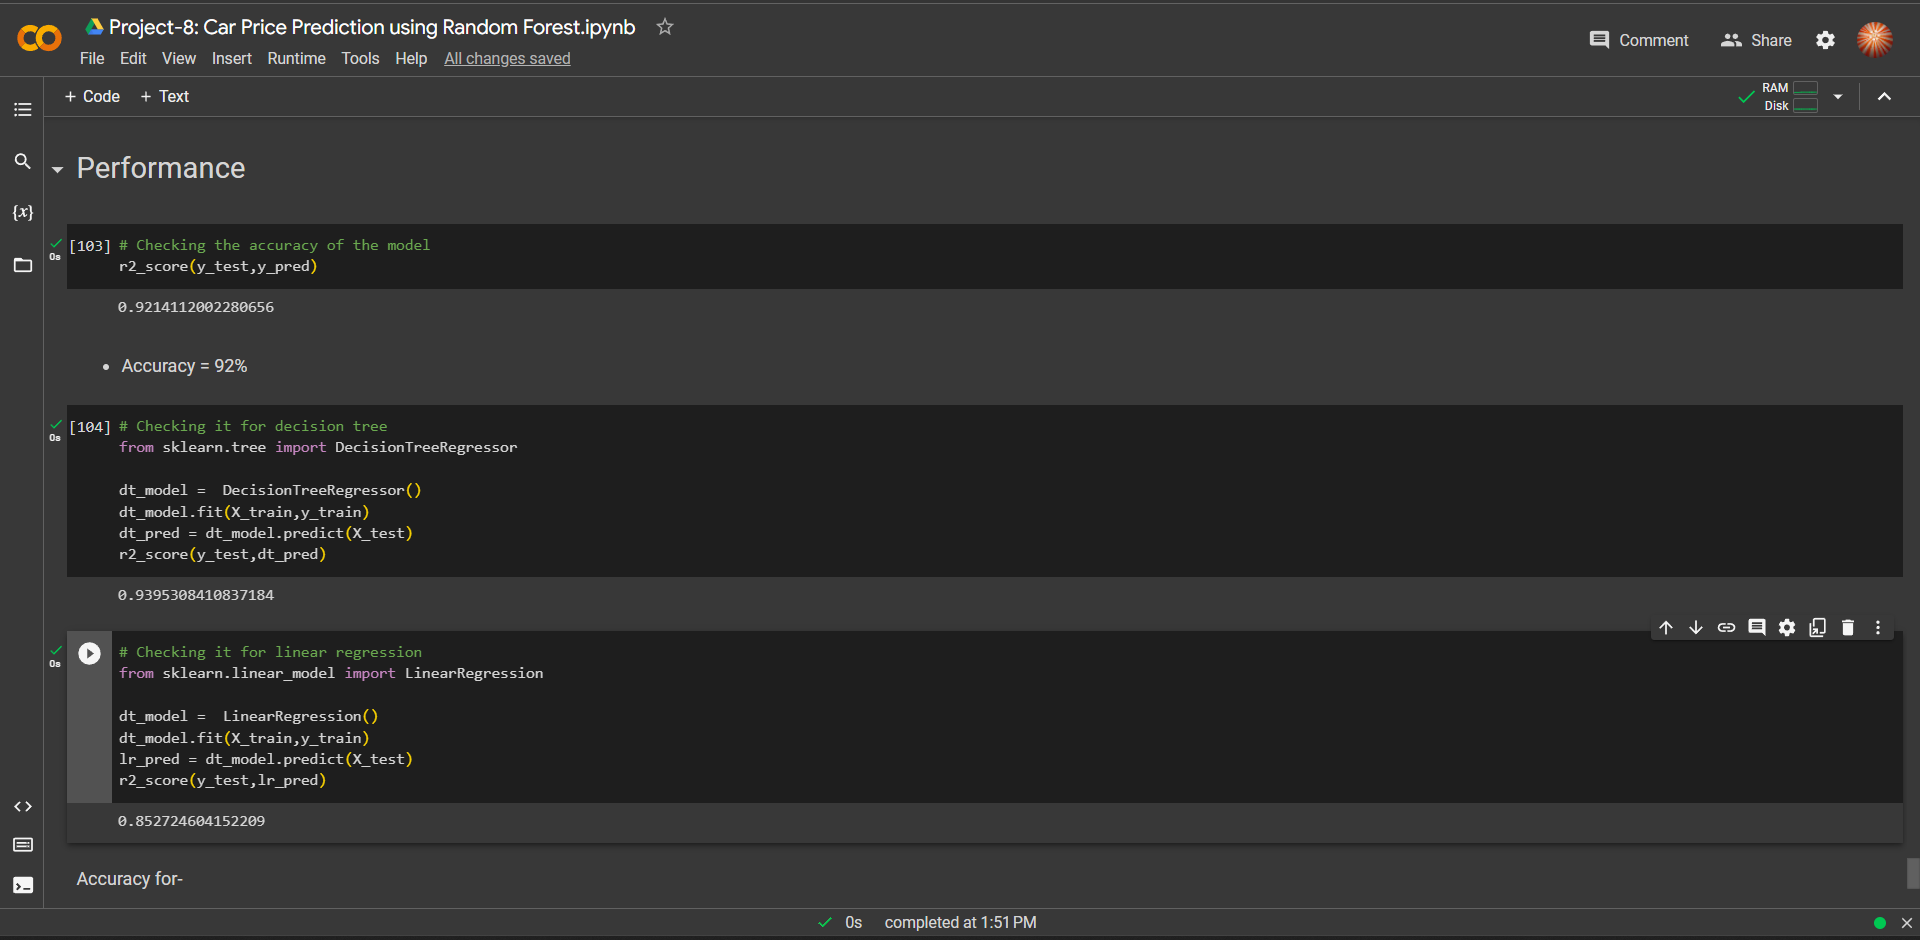 Project-8: Car Price Prediction using Random Forest.ipynb
File Edit View Insert Runtime Tools Help All changes saved
Comment Share
+ Code + Text
RAM
Disk
{x}
Performance
[103] # Checking the accuracy of the model
0s
r2_score(y_test,y_pred)
0.9214112002280656
• Accuracy = 92%
[104] # Checking it for decision tree
0s
from sklearn.tree import DecisionTreeRegressor
dt_model =  DecisionTreeRegressor()
dt_model.fit(X_train,y_train)
dt_pred = dt_model.predict(X_test)
r2_score(y_test,dt_pred)
0.9395308410837184
# Checking it for linear regression
0s
from sklearn.linear_model import LinearRegression
dt_model =  LinearRegression()
dt_model.fit(X_train,y_train)
lr_pred = dt_model.predict(X_test)
r2_score(y_test,lr_pred)
0.852724604152209
Accuracy for-
0s completed at 1:51 PM